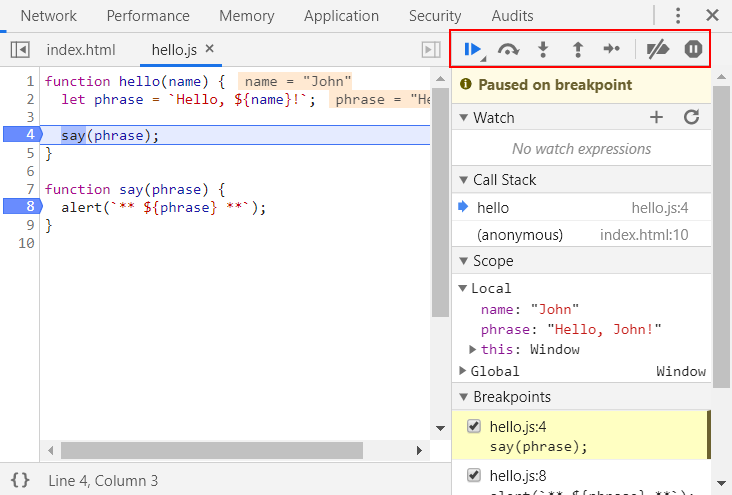 Network Performance Memory Application Security Audits
index.html hello.js ×
1 function hello(name) { name = "John"
2 let phrase = `Hello, ${name}!`; phrase = "He
3
4 say(phrase);
5 }
6
7 function say(phrase) {
8 alert(`** ${phrase} **`);
9 }
10
{} Line 4, Column 3
Paused on breakpoint
Watch
No watch expressions
Call Stack
hello hello.js:4
(anonymous) index.html:10
Scope
Local
name: "John"
phrase: "Hello, John!"
this: Window
Global Window
Breakpoints
hello.js:4
say(phrase);
hello.js:8
alert(`** ${phrase} **`);